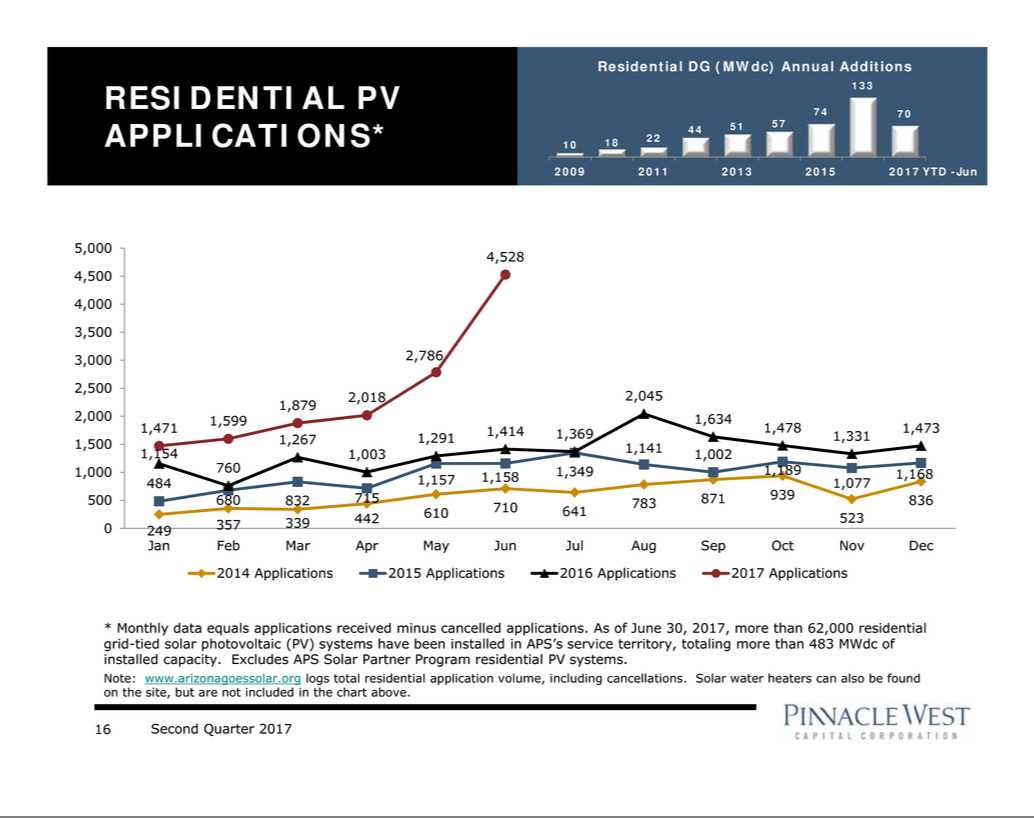 RESIDENTIAL PV
APPLICATIONS*
Residential DG (MWdc) Annual Additions
10 18 22 44 51 57 74 133 70
2009 2011 2013 2015 2017 YTD -Jun
5,000
4,500
4,000
3,500
3,000
2,500
2,000
1,500
1,000
500
0
1,471 1,599 1,879 2,018 2,786 4,528
1,154 760 1,267 1,003 1,291 1,414 1,369 2,045 1,634 1,478 1,331 1,473
484 680 832 715 1,157 1,158 1,349 1,141 1,002 1,189 1,077 1,168
249 357 339 442 610 710 641 783 871 939 523 836
Jan Feb Mar Apr May Jun Jul Aug Sep Oct Nov Dec
2014 Applications 2015 Applications 2016 Applications 2017 Applications
* Monthly data equals applications received minus cancelled applications. As of June 30, 2017, more than 62,000 residential
grid-tied solar photovoltaic (PV) systems have been installed in APS's service territory, totaling more than 483 MWdc of
installed capacity. Excludes APS Solar Partner Program residential PV systems.
Note: www.arizonagoessolar.org logs total residential application volume, including cancellations. Solar water heaters can also be found
on the site, but are not included in the chart above.
16 Second Quarter 2017
PINNACLE WEST
CAPITAL CORPORATION